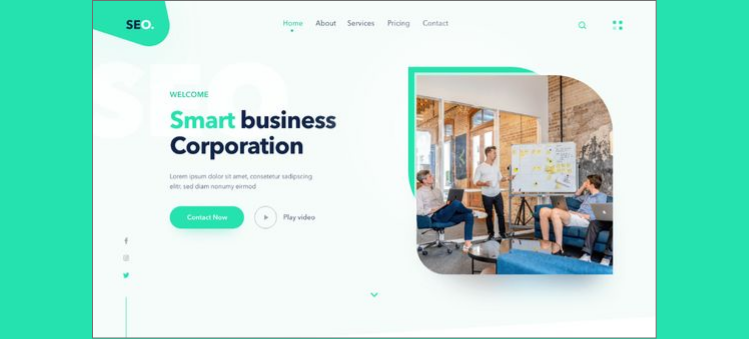 SEO.
Home About Services Pricing Contact
SEO
WELCOME
Smart business
Corporation
Lorem ipsum dolor sit amet, consetetur sadipscing
elitr, sed diam nonumy eirmod
Contact Now
Play video